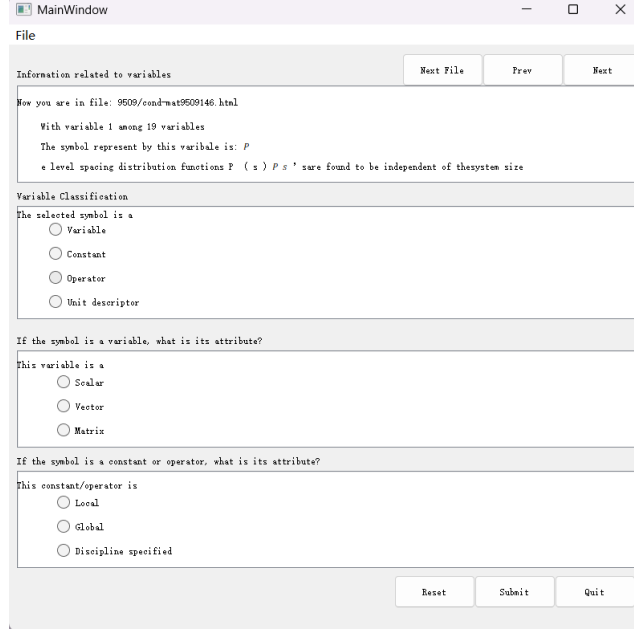 MainWindow
File
Information related to variables
Next File
Prev
Next
Now you are in file: 9509/cond-mat9509146.html
With variable 1 among 19 variables
The symbol represent by this varibale is: P
e level spacing distribution functions P ( s ) P s ’ sare found to be independent of thesystem size
Variable Classification
The selected symbol is a
Variable
Constant
Operator
Unit descriptor
If the symbol is a variable, what is its attribute?
This variable is a
Scalar
Vector
Matrix
If the symbol is a constant or operator, what is its attribute?
This constant/operator is
Local
Global
Discipline specified
Reset
Submit
Quit